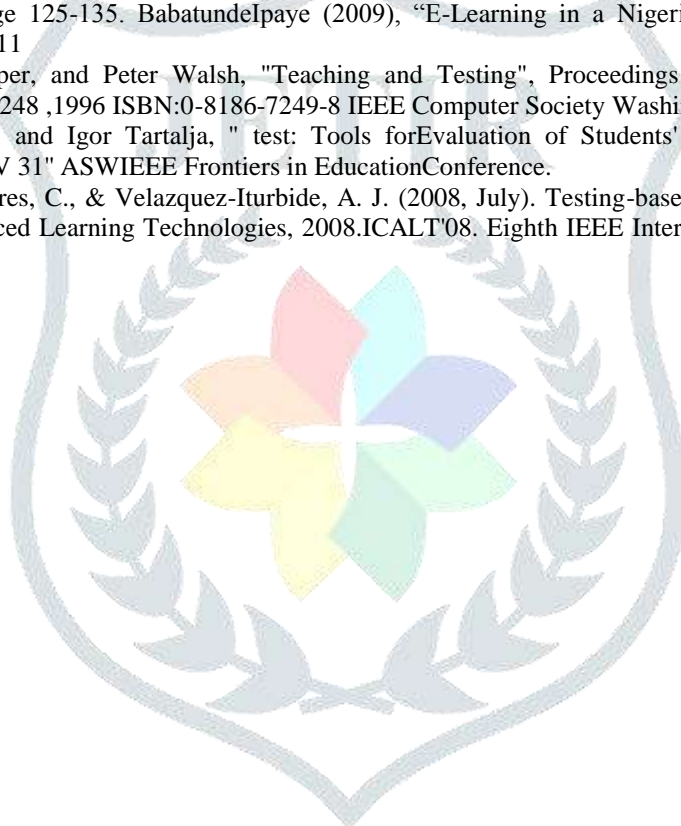 ge 125-135. BabatundeIpaye (2009), “E-Learning in a Nigeri
11
per, and Peter Walsh, "Teaching and Testing", Proceedings
248 ,1996 ISBN:0-8186-7249-8 IEEE Computer Society Washi
and Igor Tartalja, " test: Tools forEvaluation of Students'
V 31" ASWIEEE Frontiers in EducationConference.
res, C., & Velazquez-Iturbide, A. J. (2008, July). Testing-base
ced Learning Technologies, 2008.ICALT'08. Eighth IEEE Inter
JETIR